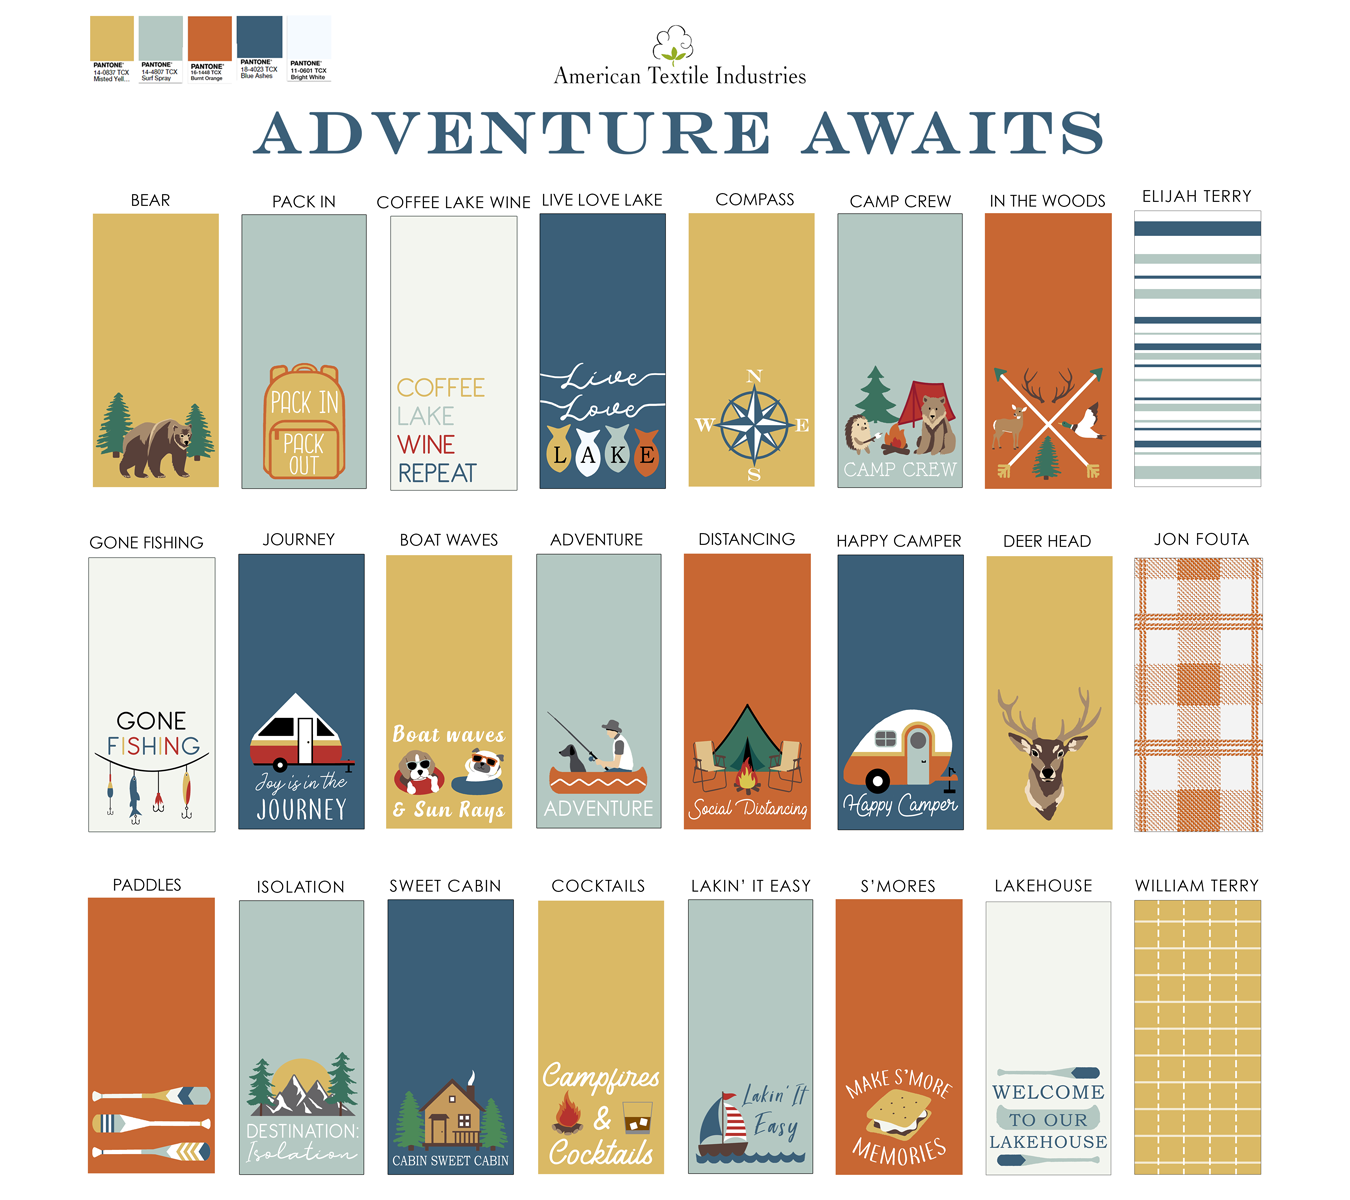 PANTONE®
14-0837 TCX
Misted Yell...
PANTONE®
14-4807 TCX
Surf Spray
PANTONE®
16-1448 TCX
Burnt Orange
PANTONE®
18-4023 TCX
Blue Ashes
PANTONE®
11-0601 TCX
Bright White
American Textile Industries
ADVENTURE AWAITS
BEAR
PACK IN
COFFEE LAKE WINE
LIVE LOVE LAKE
COMPASS
CAMP CREW
IN THE WOODS
ELIJAH TERRY
PACK IN
PACK
OUT
COFFEE
LAKE
WINE
REPEAT
Live
Love
LAKE
N
W E
S
CAMP CREW
GONE FISHING
JOURNEY
BOAT WAVES
ADVENTURE
DISTANCING
HAPPY CAMPER
DEER HEAD
JON FOUTA
GONE
FISHING
Joy is in the
JOURNEY
Boat waves
& Sun Rays
ADVENTURE
Social Distancing
Happy Camper
PADDLES
ISOLATION
SWEET CABIN
COCKTAILS
LAKIN' IT EASY
S'MORES
LAKEHOUSE
WILLIAM TERRY
DESTINATION:
Isolation
CABIN SWEET CABIN
Campfires
&
Cocktails
Lakin' It
Easy
MAKE S'MORE
MEMORIES
WELCOME
TO OUR
LAKEHOUSE